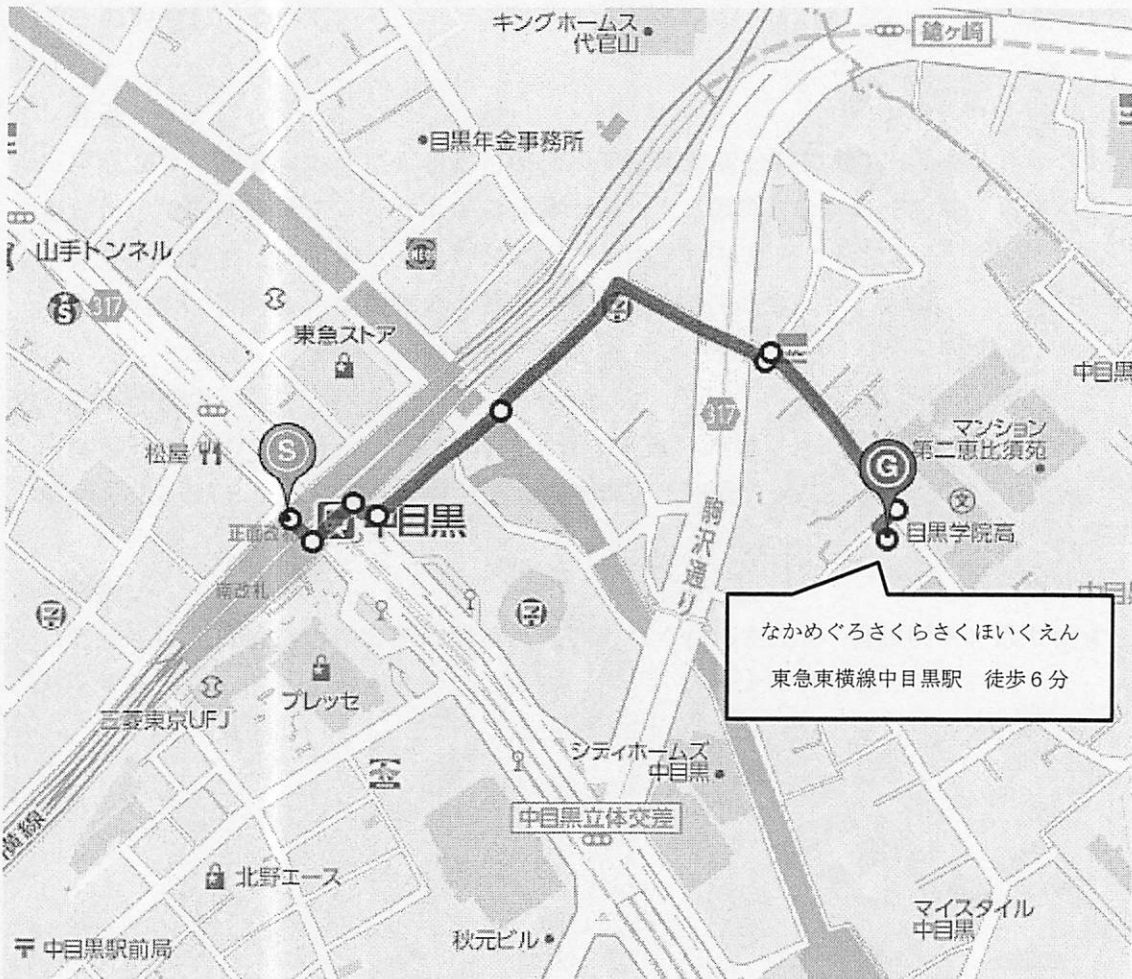 キングホームス
代官山
鎗ヶ崎
目黒年金事務所
山手トンネル
317
S
東急ストア
中目黒
松屋
S
317
マンション
第二恵比須苑
G
文
正面改札
中目黒
目黒学院高
駒沢通り
南改札
中目黒
なかめぐろさくらさくほいくえん
東急東横線中目黒駅　徒歩６分
プレッセ
三菱東京UFJ
シティホームズ
中目黒
中目黒立体交差
横線
北野エース
マイスタイル
中目黒
〒 中目黒駅前局
秋元ビル